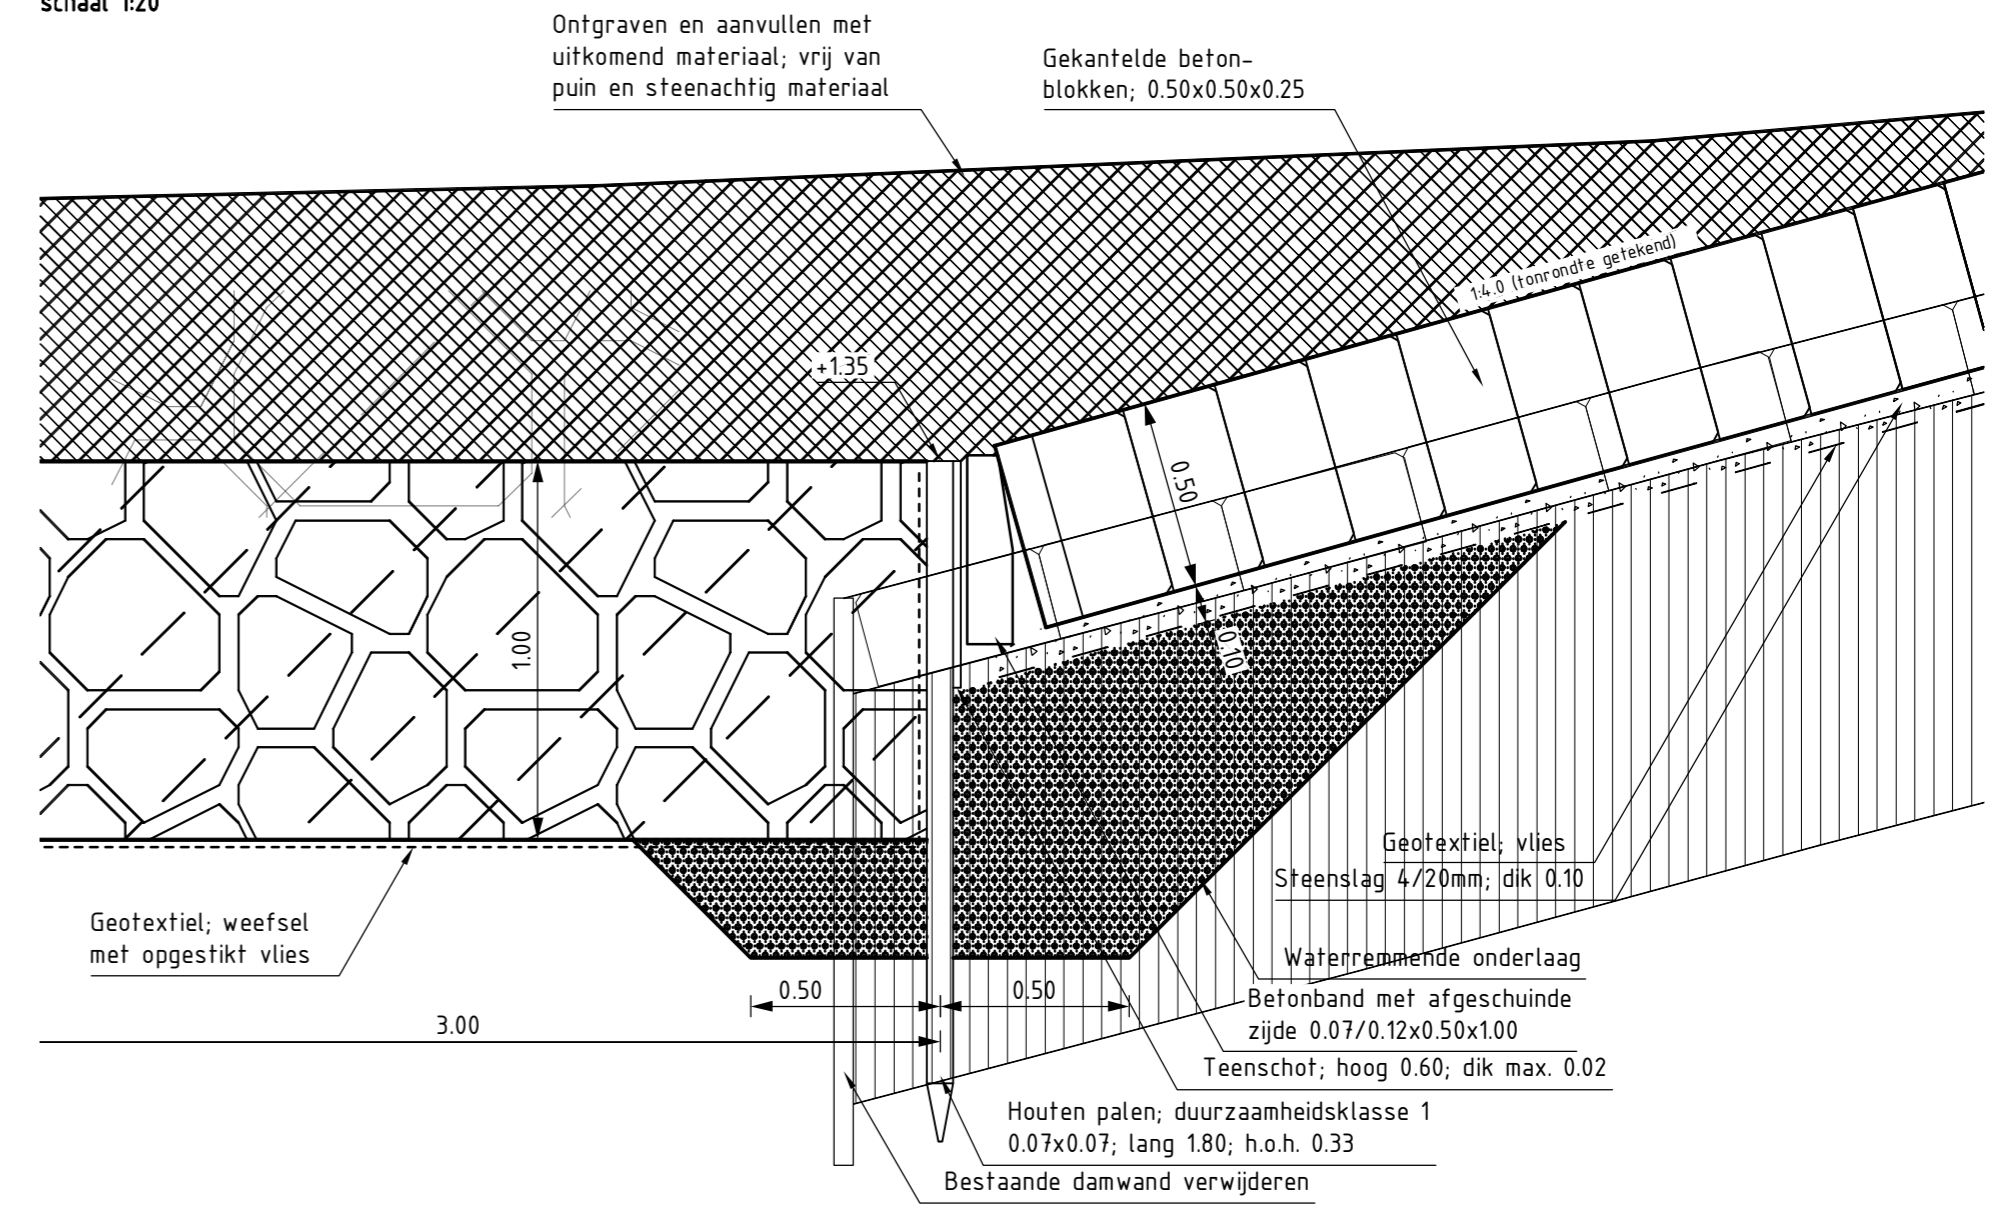 schaal 1:20
Ontgraven en aanvullen met
uitkomend materiaal; vrij van
puin en steenachtig materiaal
Gekantelde beton-
blokken; 0.50x0.50x0.25
1:4.0 (tonrondte getekend)
+1.35
0.50
0.10
1.00
Geotextiel; vlies
Steenslag 4/20mm; dik 0.10
Geotextiel; weefsel
met opgestikt vlies
Waterremmende onderlaag
0.50
0.50
3.00
Betonband met afgeschuinde
zijde 0.07/0.12x0.50x1.00
Teenschot; hoog 0.60; dik max. 0.02
Houten palen; duurzaamheidsklasse 1
0.07x0.07; lang 1.80; h.o.h. 0.33
Bestaande damwand verwijderen